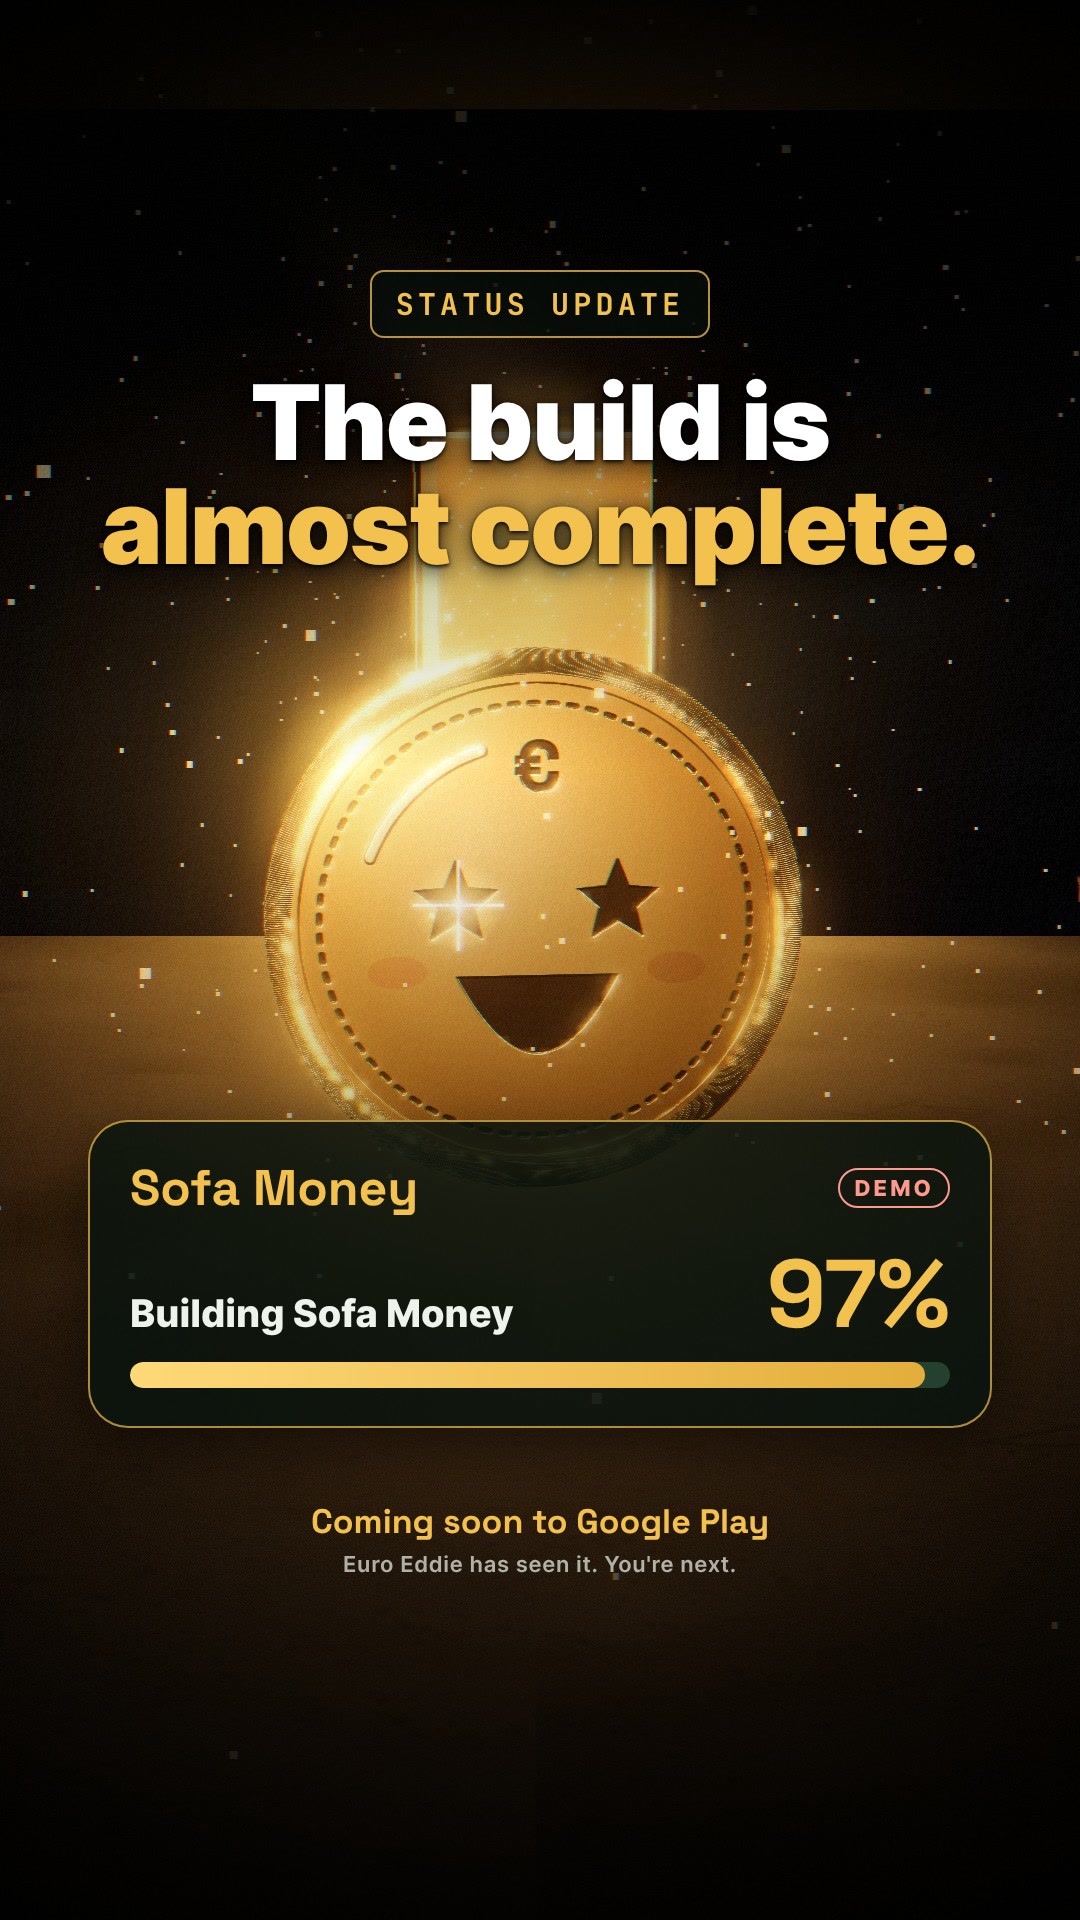 STATUS UPDATE
The build is
almost complete.
€
Sofa Money
DEMO
Building Sofa Money
97%
Coming soon to Google Play
Euro Eddie has seen it. You're next.